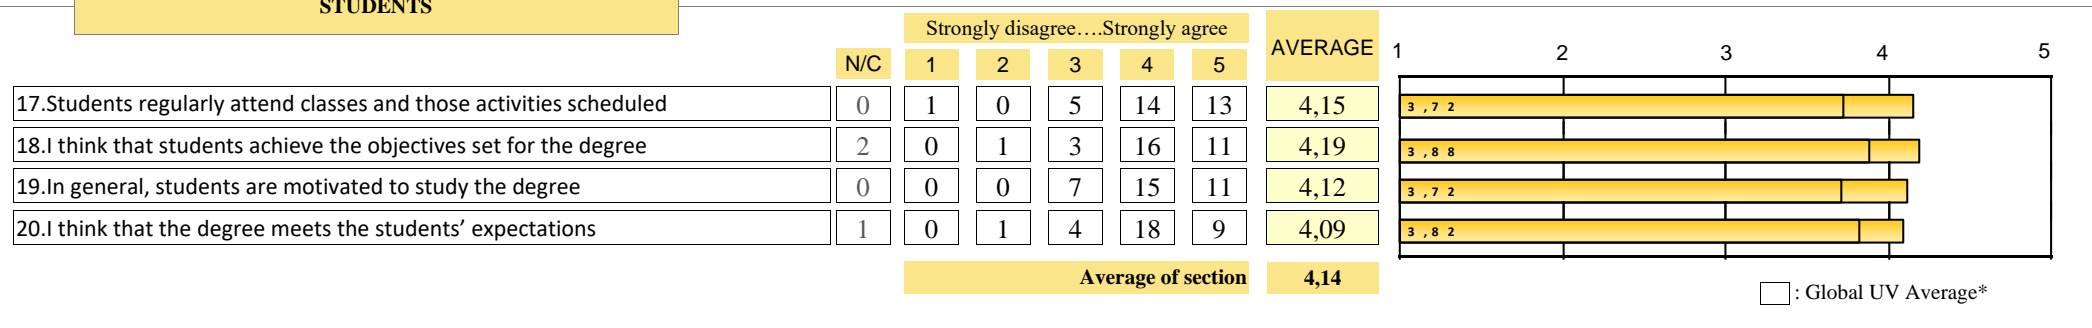 STUDENTS
Strongly disagree….Strongly agree
AVERAGE
N/C 1 2 3 4 5
1 2 3 4 5
17.Students regularly attend classes and those activities scheduled 0 1 0 5 14 13 4,15 3,72
18.I think that students achieve the objectives set for the degree 2 0 1 3 16 11 4,19 3,88
19.In general, students are motivated to study the degree 0 0 0 7 15 11 4,12 3,72
20.I think that the degree meets the students’ expectations 1 0 1 4 18 9 4,09 3,82
Average of section 4,14
: Global UV Average*